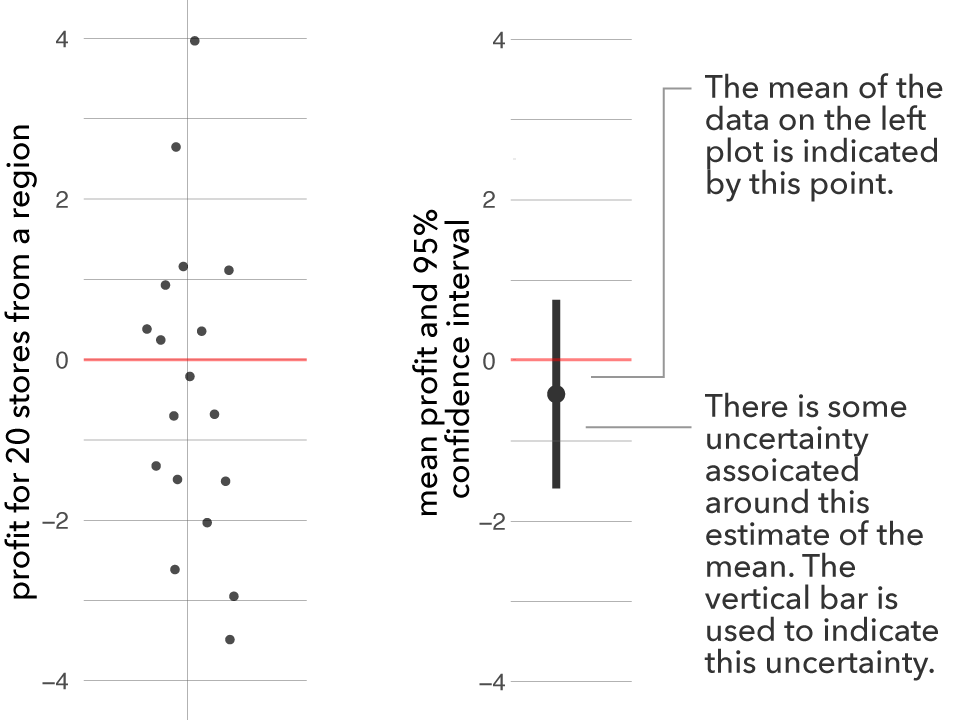 profit for 20 stores from a region
4
2
0
−2
−4
mean profit and 95%
confidence interval
4
2
0
−2
−4
The mean of the
data on the left
plot is indicated
by this point.
There is some
uncertainty
assoicated
around this
estimate of the
mean. The
vertical bar is
used to indicate
this uncertainty.